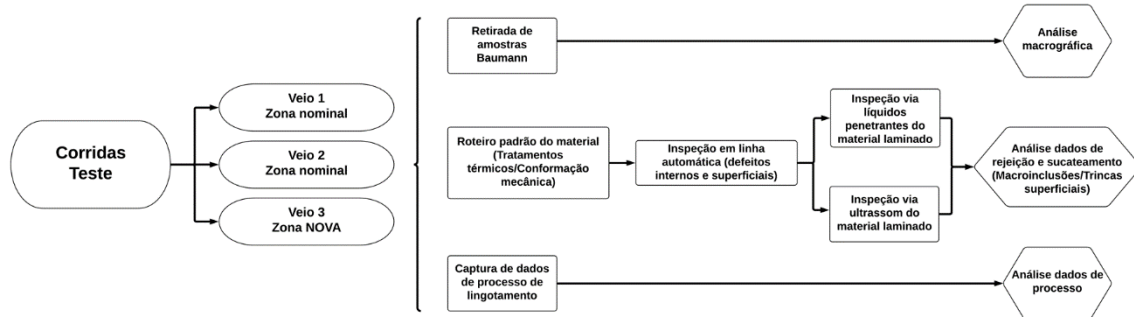 Corridas
Teste
Veio 1
Zona nominal
Veio 2
Zona nominal
Veio 3
Zona NOVA
Retirada de
amostras
Baumann
Análise
macrográfica
Roteiro padrão do material
(Tratamentos
térmicos/Conformação
mecânica)
Inspeção em linha
automática (defeitos
internos e superficiais)
Inspeção via
líquidos
penetrantes do
material laminado
Inspeção via
ultrassom do
material laminado
Análise dados de
rejeição e sucateamento
(Macroinclusões/Trincas
superficiais)
Captura de dados
de processo de
lingotamento
Análise dados de
processo